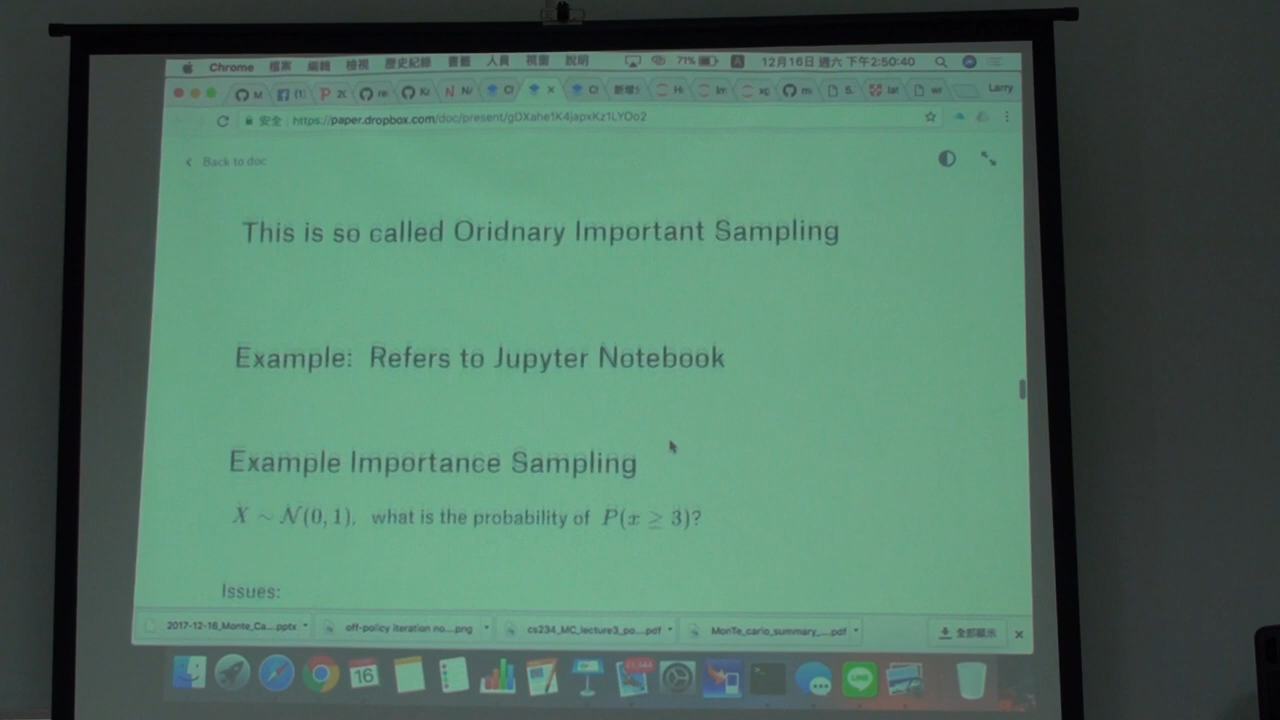 Chrome 檔案 編輯 檢視 歷史紀錄 書籤 人員 視窗 說明 71% A 12月16日 週六 下午2:50:40
Larry
安全 https://paper.dropbox.com/doc/present/gDXahe1K4japxKz1LYOo2
Back to doc
This is so called Oridnary Important Sampling
Example: Refers to Jupyter Notebook
Example Importance Sampling
X ~ N(0, 1), what is the probability of P(x ≥ 3)?
Issues:
2017-12-16_Monte_Ca....pptx off-policy iteration no....png cs234_MC_lecture3_po....pdf MonTe_carlo_summary_....pdf 全部顯示
16
LINE